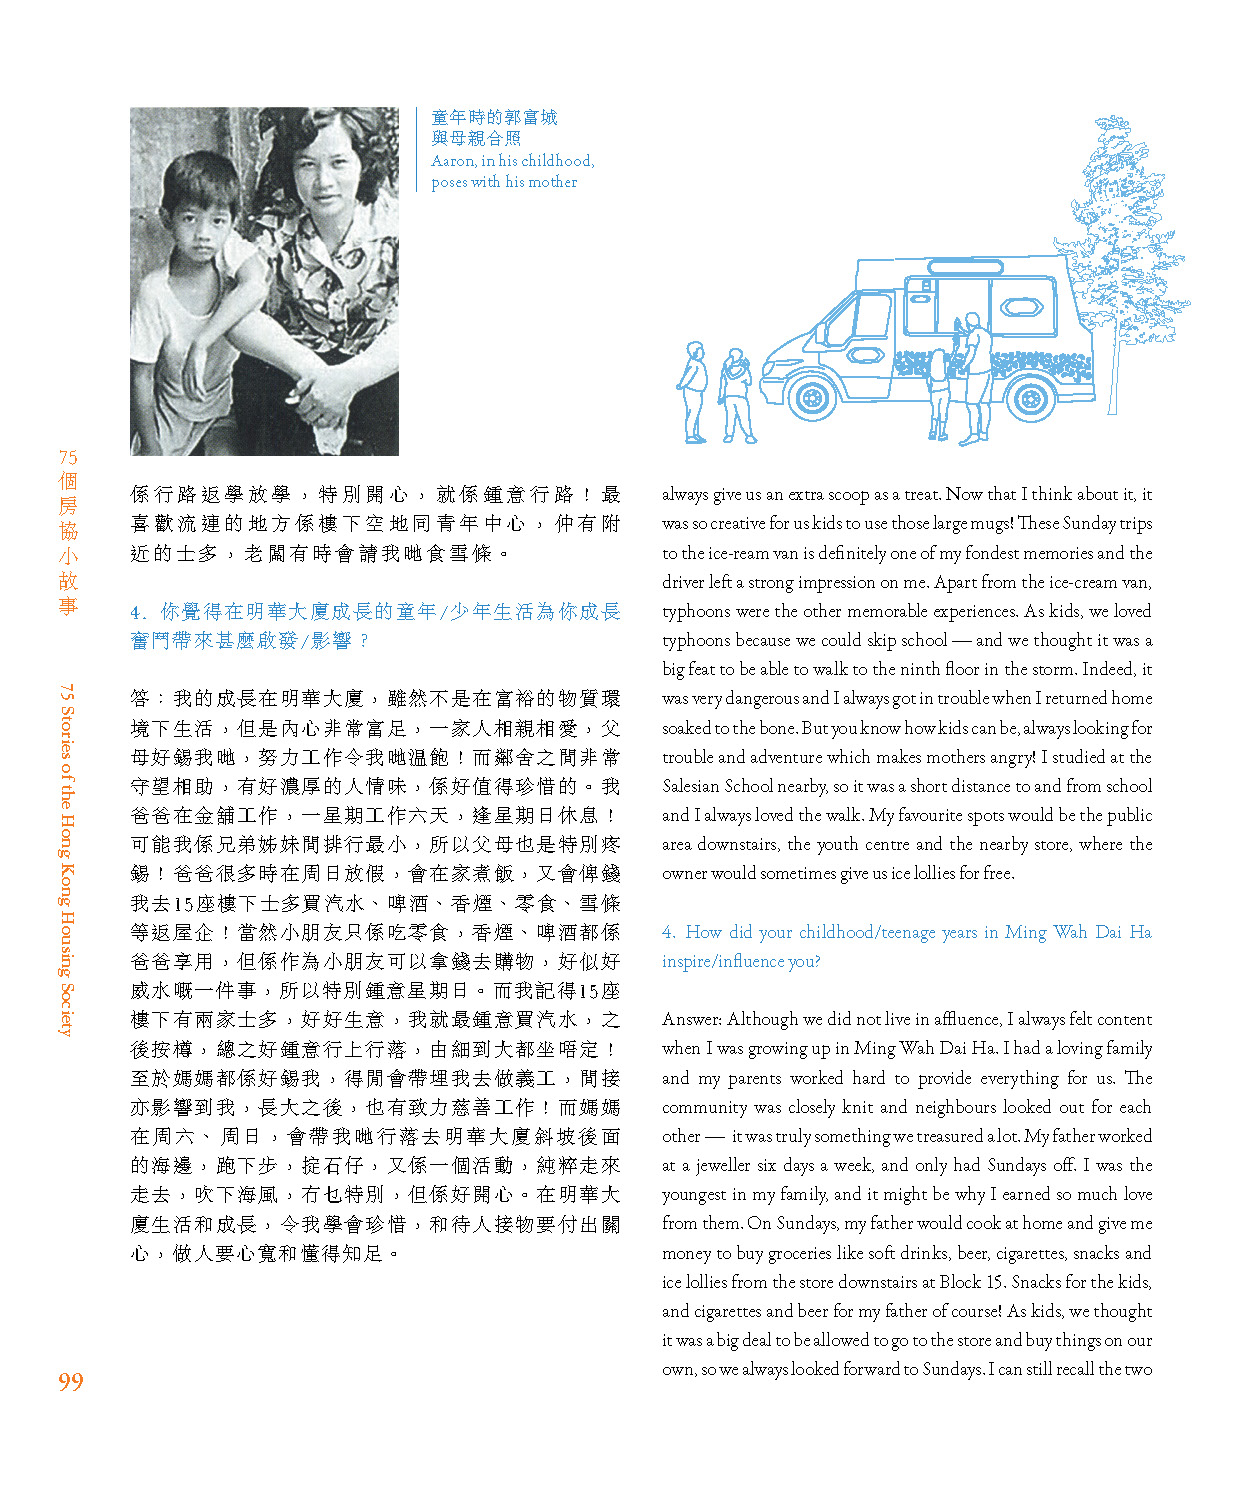 童年時的郭富城
與母親合照
Aaron, in his childhood,
poses with his mother
75個房協小故事
75 Stories of the Hong Kong Housing Society
99
係行路返學放學，特別開心，就係鍾意行路！最
喜歡流連的地方係樓下空地同青年中心，仲有附
近的士多，老闆有時會請我哋食雪條。
4. 你覺得在明華大廈成長的童年/少年生活為你成長
奮鬥帶來甚麼啟發/影響？
答：我的成長在明華大廈，雖然不是在富裕的物質環
境下生活，但是內心非常富足，一家人相親相愛，父
母好錫我哋，努力工作令我哋温飽！而鄰舍之間非常
守望相助，有好濃厚的人情味，係好值得珍惜的。我
爸爸在金舖工作，一星期工作六天，逢星期日休息！
可能我係兄弟姊妹間排行最小，所以父母也是特別疼
錫！爸爸很多時在周日放假，會在家煮飯，又會俾錢
我去15座樓下士多買汽水、啤酒、香煙、零食、雪條
等返屋企！當然小朋友只係吃零食，香煙、啤酒都係
爸爸享用，但係作為小朋友可以拿錢去購物，好似好
威水嘅一件事，所以特別鍾意星期日。而我記得15座
樓下有兩家士多，好好生意，我就最鍾意買汽水，之
後按樽，總之好鍾意行上行落，由細到大都坐唔定！
至於媽媽都係好錫我，得閒會帶埋我去做義工，間接
亦影響到我，長大之後，也有致力慈善工作！而媽媽
在周六、周日，會帶我哋行落去明華大廈斜坡後面
的海邊，跑下步，掟石仔，又係一個活動，純粹走來
走去，吹下海風，冇乜特別，但係好開心。在明華大
廈生活和成長，令我學會珍惜，和待人接物要付出關
心，做人要心寬和懂得知足。
always give us an extra scoop as a treat. Now that I think about it, it
was so creative for us kids to use those large mugs! These Sunday trips
to the ice-ream van is definitely one of my fondest memories and the
driver left a strong impression on me. Apart from the ice-cream van,
typhoons were the other memorable experiences. As kids, we loved
typhoons because we could skip school — and we thought it was a
big feat to be able to walk to the ninth floor in the storm. Indeed, it
was very dangerous and I always got in trouble when I returned home
soaked to the bone. But you know how kids can be, always looking for
trouble and adventure which makes mothers angry! I studied at the
Salesian School nearby, so it was a short distance to and from school
and I always loved the walk. My favourite spots would be the public
area downstairs, the youth centre and the nearby store, where the
owner would sometimes give us ice lollies for free.
4. How did your childhood/teenage years in Ming Wah Dai Ha
inspire/influence you?
Answer: Although we did not live in affluence, I always felt content
when I was growing up in Ming Wah Dai Ha. I had a loving family
and my parents worked hard to provide everything for us. The
community was closely knit and neighbours looked out for each
other — it was truly something we treasured a lot. My father worked
at a jeweller six days a week, and only had Sundays off. I was the
youngest in my family, and it might be why I earned so much love
from them. On Sundays, my father would cook at home and give me
money to buy groceries like soft drinks, beer, cigarettes, snacks and
ice lollies from the store downstairs at Block 15. Snacks for the kids,
and cigarettes and beer for my father of course! As kids, we thought
it was a big deal to be allowed to go to the store and buy things on our
own, so we always looked forward to Sundays. I can still recall the two